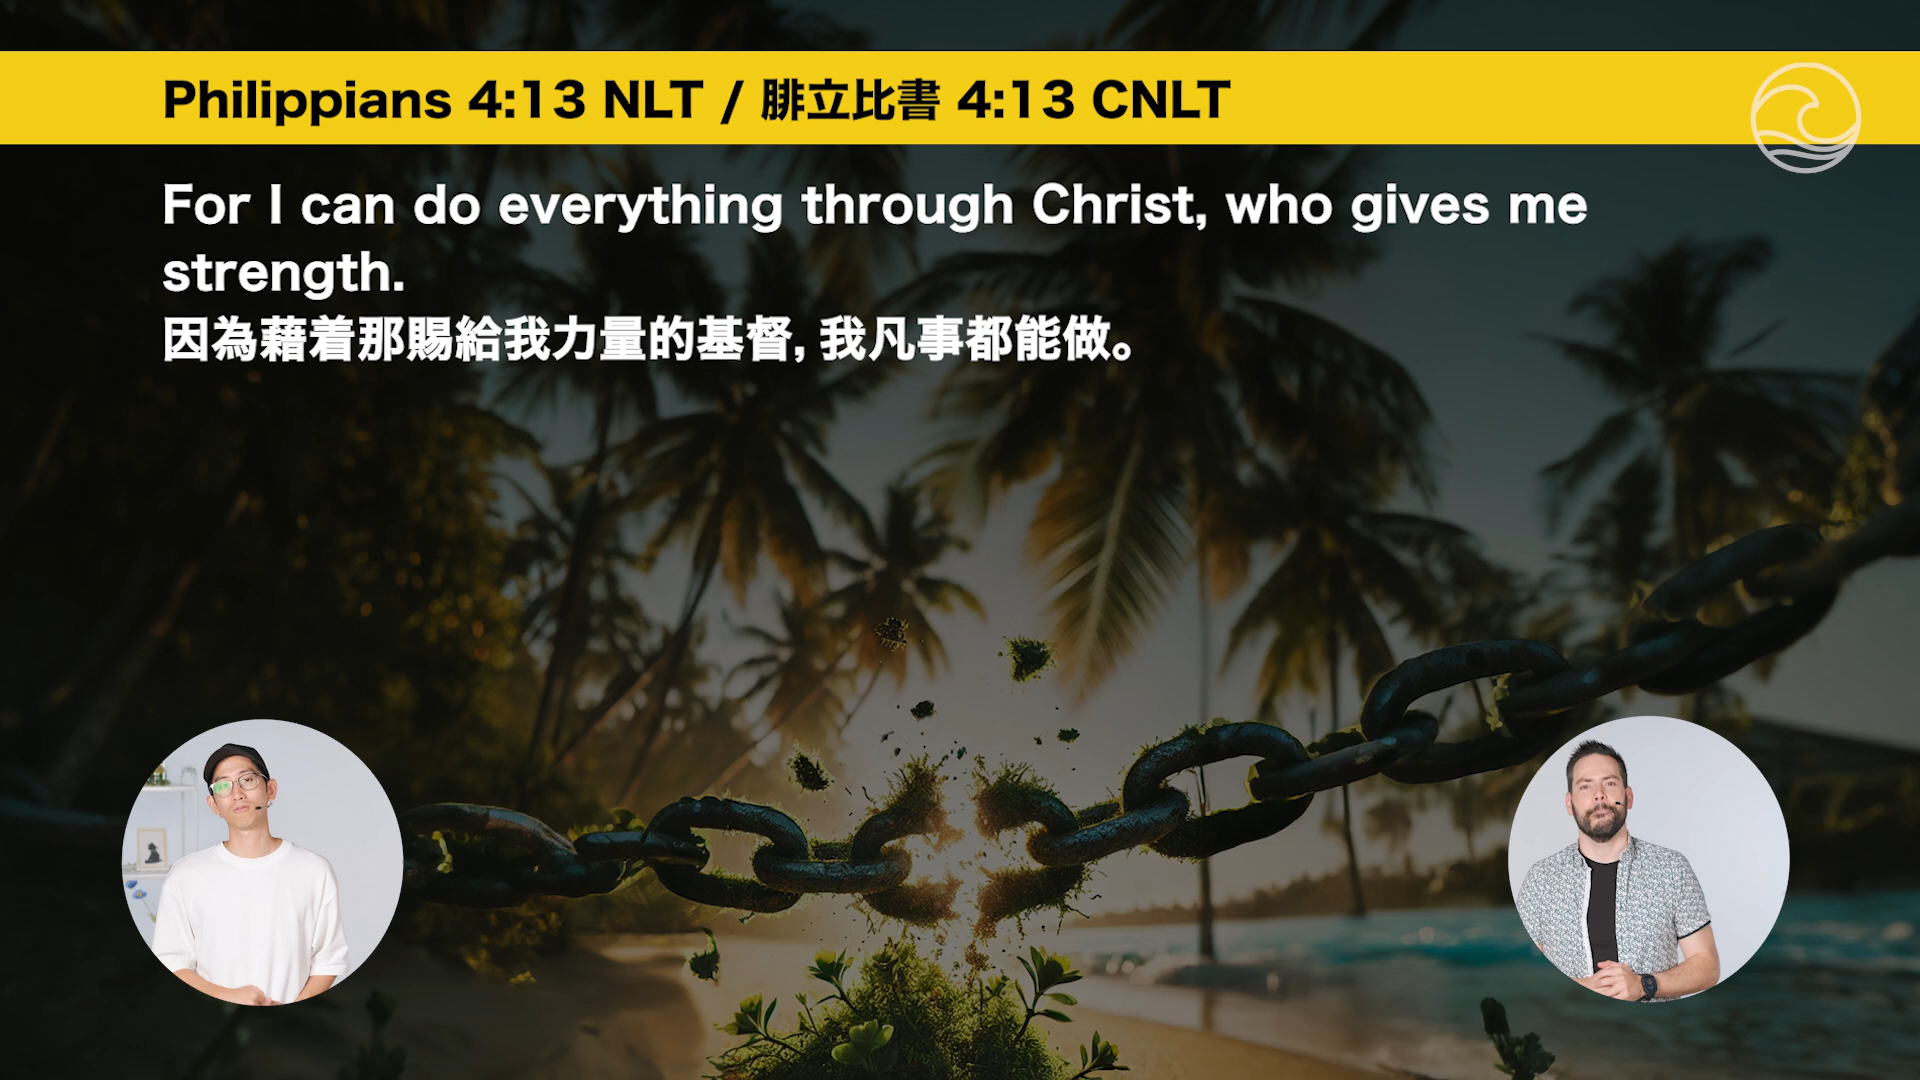 Philippians 4:13 NLT / 腓立比書 4:13 CNLT
For I can do everything through Christ, who gives me
strength.
因為藉着那賜給我力量的基督, 我凡事都能做。